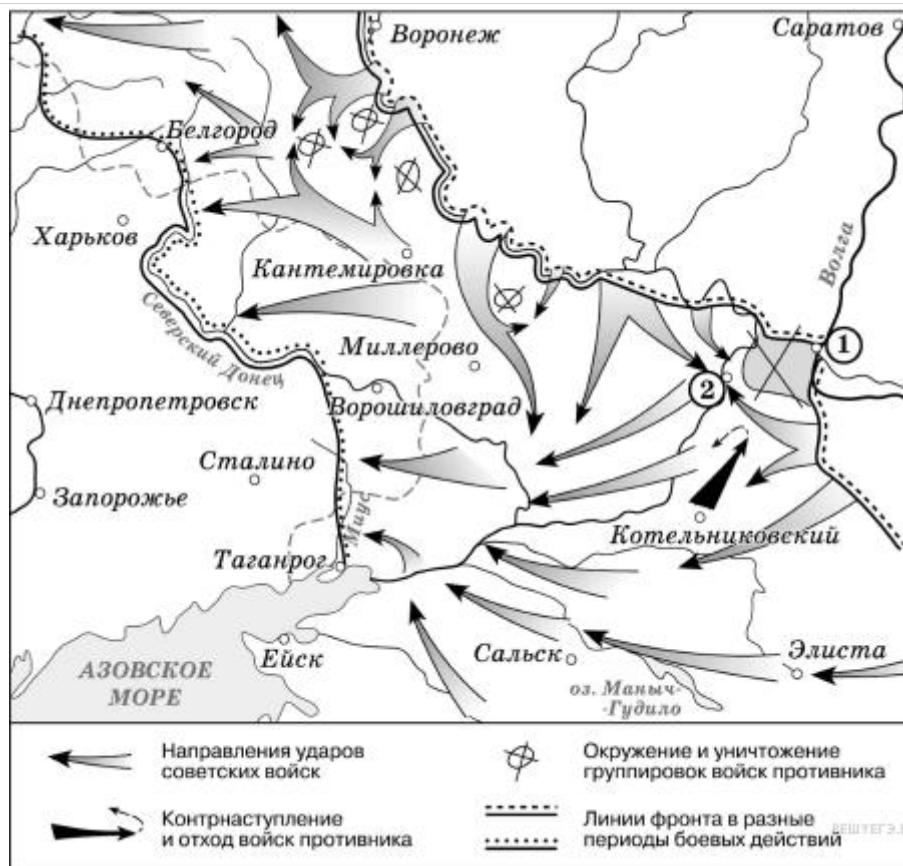 Воронеж
Саратов
Белгород
Харьков
Волга
Кантемировка
Северский Донец
Миллерово
1
2
Днепропетровск
Ворошиловград
Сталино
Запорожье
Миус
Котельниковский
Таганрог
АЗОВСКОЕ
МОРЕ
Ейск
Сальск
Элиста
оз. Маныч-
-Гудило
Направления ударов
советских войск
Окружение и уничтожение
группировок войск противника
Контрнаступление
и отход войск противника
Линии фронта в разные
периоды боевых действий